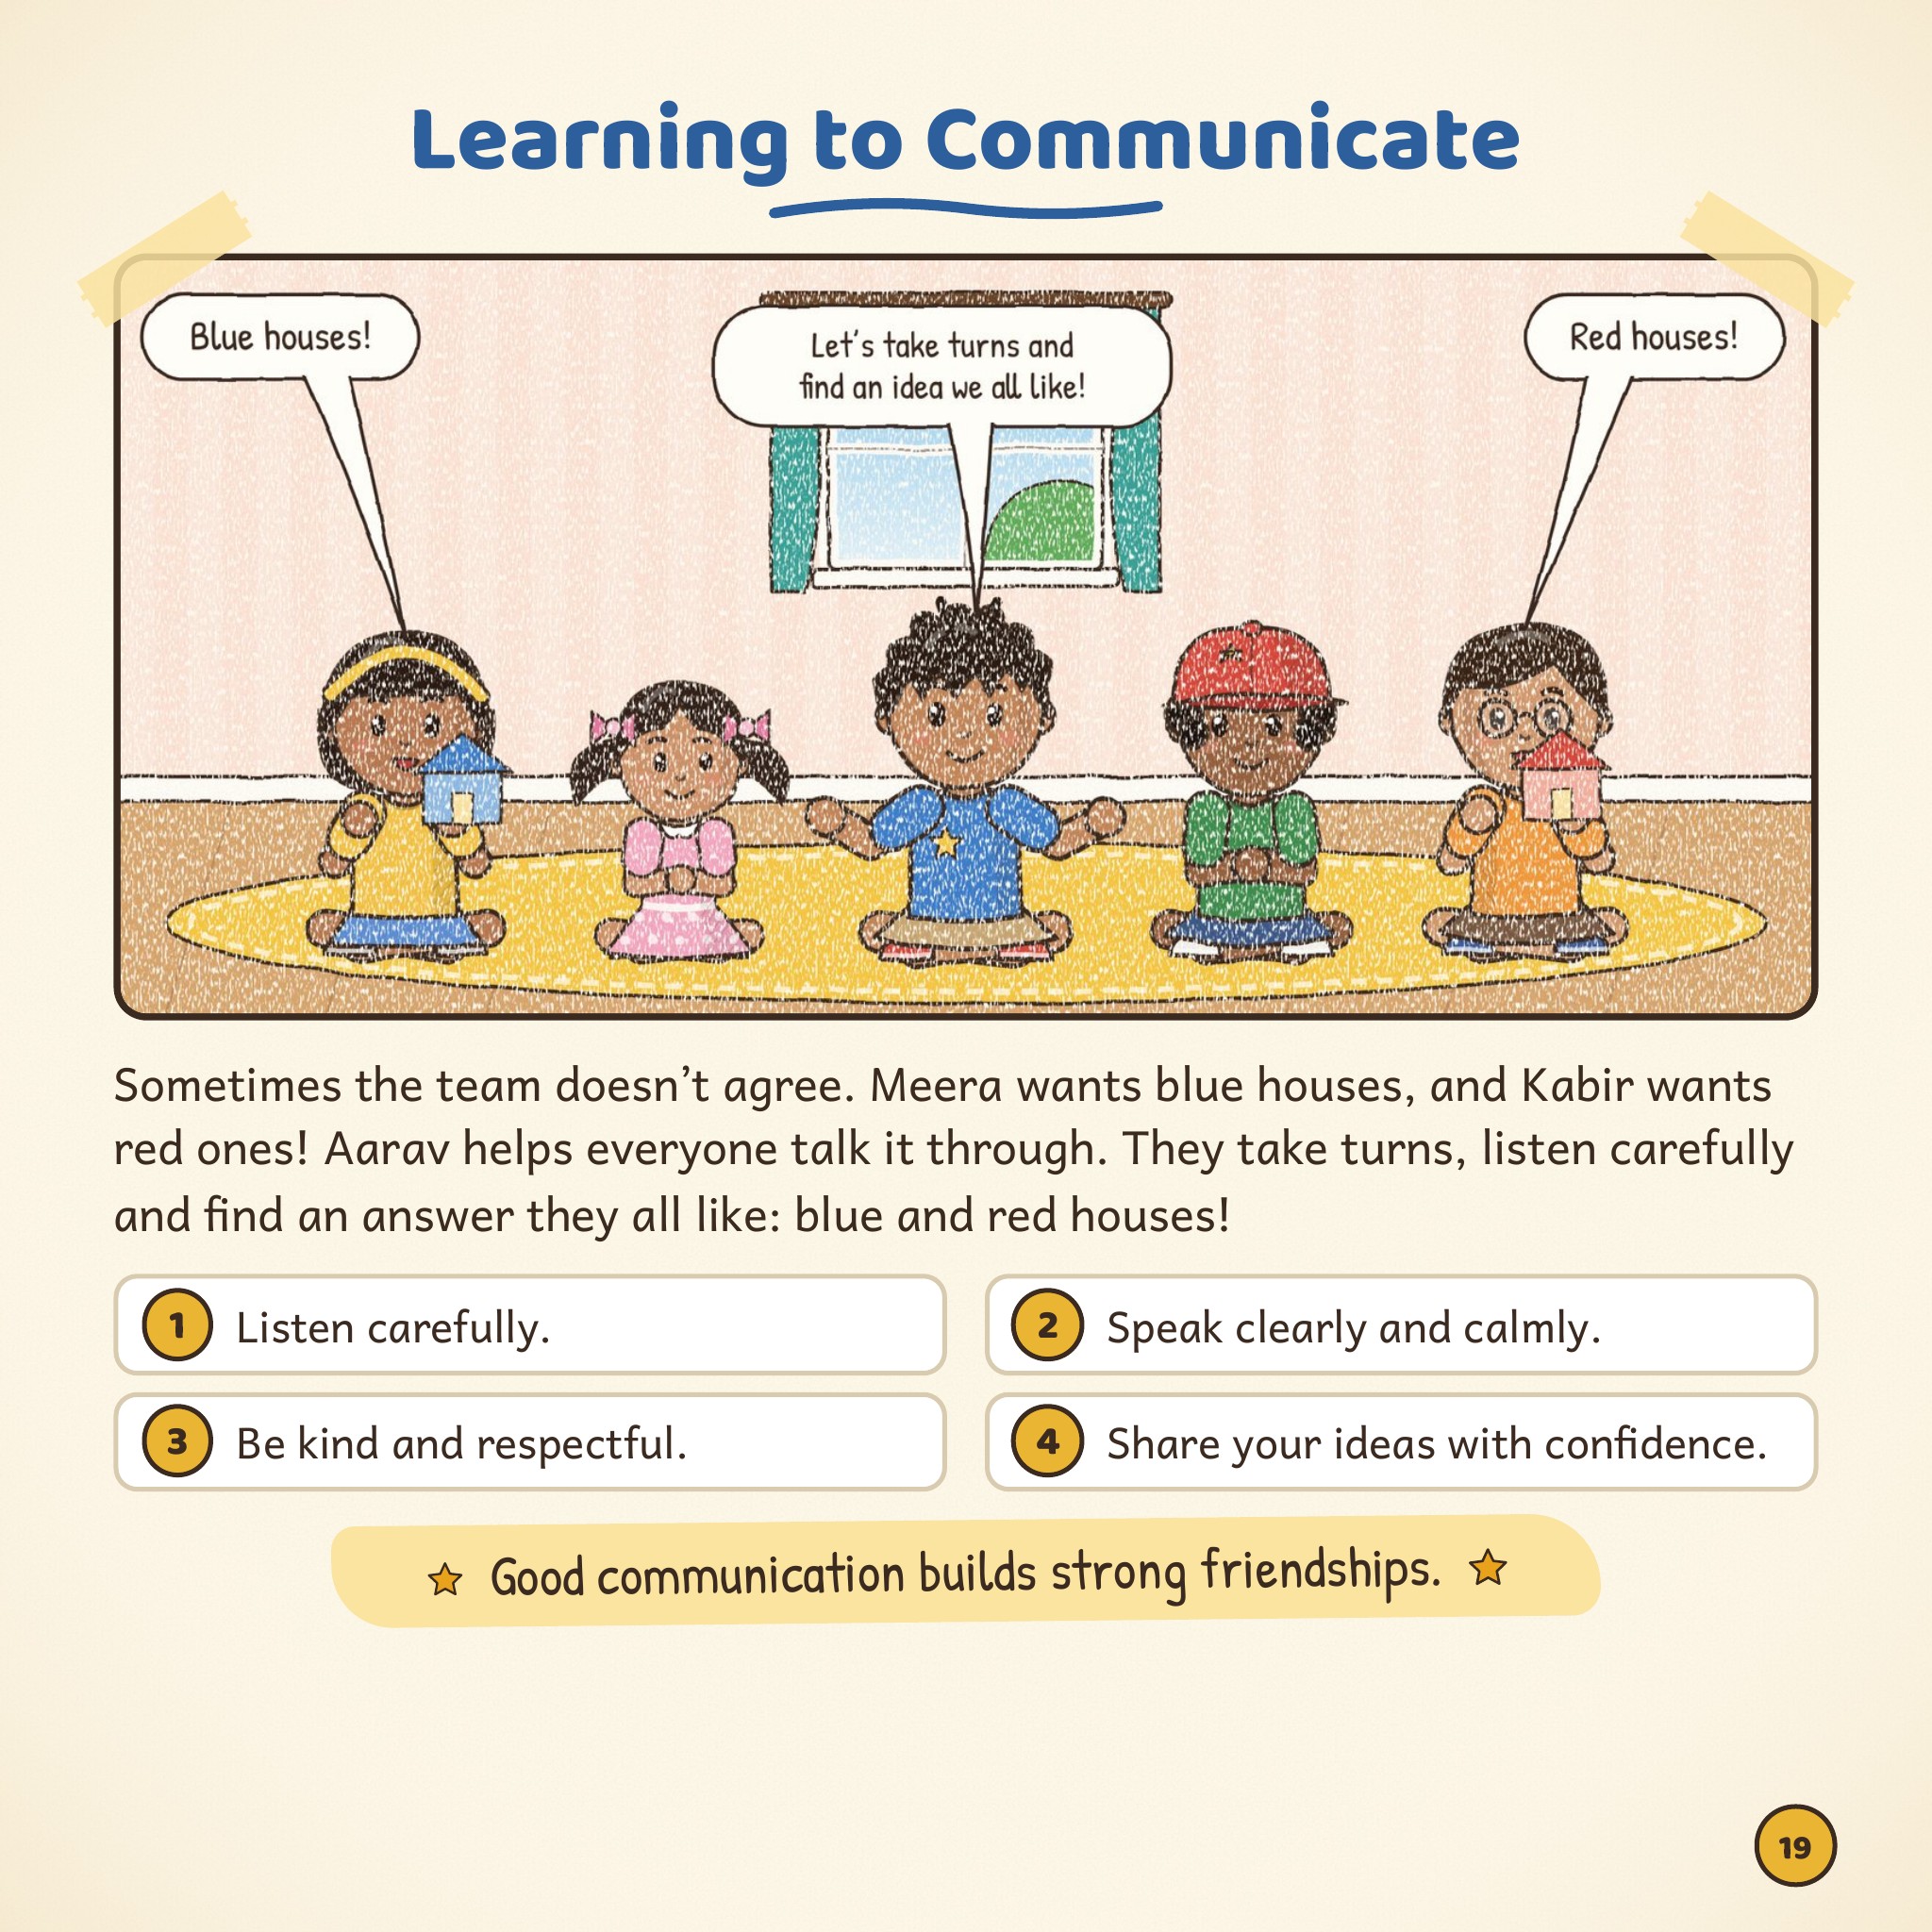 Learning to Communicate
Blue houses!
Let's take turns and
find an idea we all like!
Red houses!
Sometimes the team doesn’t agree. Meera wants blue houses, and Kabir wants
red ones! Aarav helps everyone talk it through. They take turns, listen carefully
and find an answer they all like: blue and red houses!
1 Listen carefully.
2 Speak clearly and calmly.
3 Be kind and respectful.
4 Share your ideas with confidence.
Good communication builds strong friendships.
19